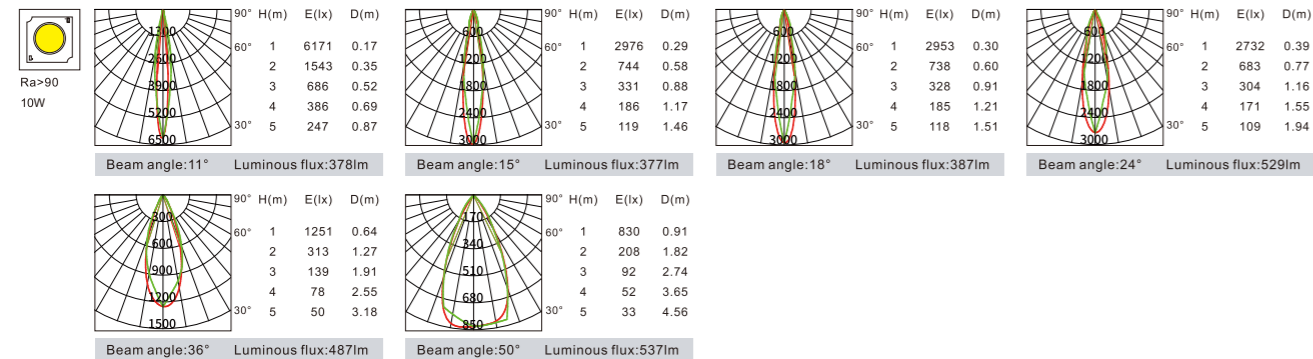 Ra>90
10W
90° H(m) E(lx) D(m)
1300
60° 1 6171 0.17
2600
2 1543 0.35
3900
3 686 0.52
5200
4 386 0.69
30° 5 247 0.87
6500
Beam angle:11° Luminous flux:378lm
90° H(m) E(lx) D(m)
600
60° 1 2976 0.29
1200
2 744 0.58
1800
3 331 0.88
2400
4 186 1.17
30° 5 119 1.46
3000
Beam angle:15° Luminous flux:377lm
90° H(m) E(lx) D(m)
600
60° 1 2953 0.30
1200
2 738 0.60
1800
3 328 0.91
2400
4 185 1.21
30° 5 118 1.51
3000
Beam angle:18° Luminous flux:387lm
90° H(m) E(lx) D(m)
600
60° 1 2732 0.39
1200
2 683 0.77
1800
3 304 1.16
2400
4 171 1.55
30° 5 109 1.94
3000
Beam angle:24° Luminous flux:529lm
90° H(m) E(lx) D(m)
300
60° 1 1251 0.64
600
2 313 1.27
900
3 139 1.91
1200
4 78 2.55
30° 5 50 3.18
1500
Beam angle:36° Luminous flux:487lm
90° H(m) E(lx) D(m)
170
60° 1 830 0.91
340
2 208 1.82
510
3 92 2.74
680
4 52 3.65
30° 5 33 4.56
850
Beam angle:50° Luminous flux:537lm